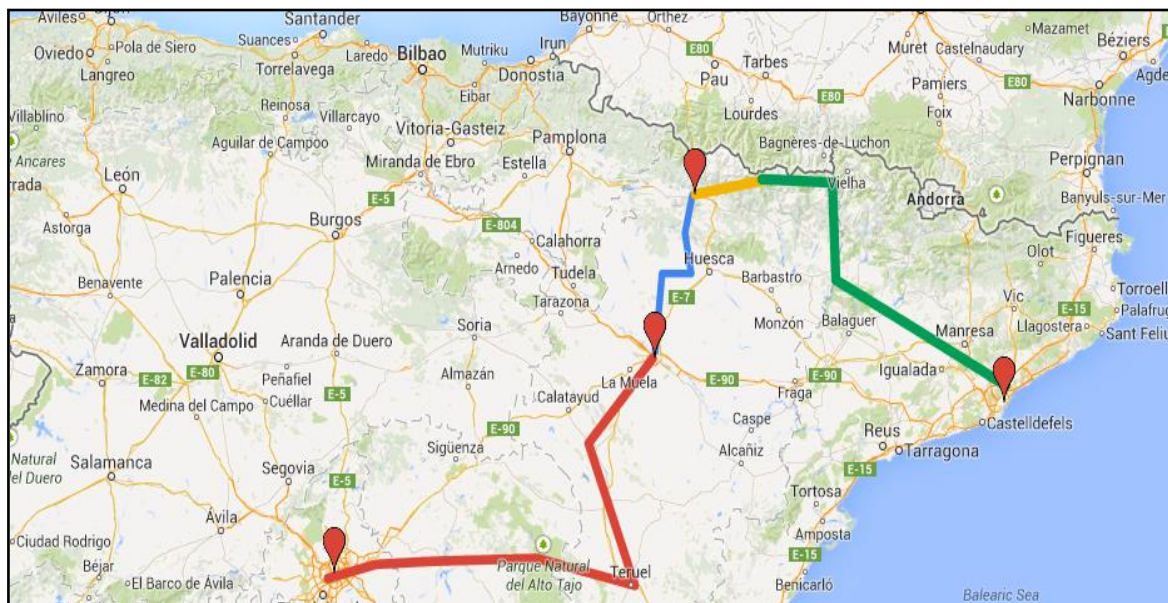 Avilés
Santander
Bayonne
Orthez
Muret
Castelnaudary
Mazamet
Béziers
Oviedo
Pola de Siero
Suances
Laredo
Bilbao
Mutriku
Irun
E80
Pau
Tarbes
E80
Agde
Langreo
Torrelavega
Eibar
Donostia
Lourdes
E80
Pamiers
Foix
Narbonne
Villablino
Reinosa
Villarcayo
Vitoria-Gasteiz
Pamplona
Bagnères-de-Luchon
e Ancares
Aguilar de Campoo
Miranda de Ebro
Estella
Vielha
Perpignan
rrada
León
E-5
Andorra
Banyuls-sur-Mer
Astorga
Burgos
E-804
Calahorra
Olot
Figueres
Arnedo
Tudela
Huesca
Barbastro
Benavente
Palencia
Tarazona
E-7
Vic
Torroell
Soria
Monzón
Balaguer
Manresa
E-15
Palafrug
Llagostera
Sant Feliu
Valladolid
Aranda de Duero
Zamora
E-82
E-80
Peñafiel
Almazán
La Muela
E-90
E-90
Igualada
Cuéllar
E-5
Fraga
Medina del Campo
Calatayud
Caspe
Castelldefels
Natural
del Duero
Salamanca
Segovia
Sigüenza
E-90
Alcañiz
Reus
Tarragona
E-5
E-15
Tortosa
Ávila
Amposta
Ciudad Rodrigo
Béjar
El Barco de Ávila
Parque Natural
del Alto Tajo
Teruel
E-15
Benicarló
Balearic Sea